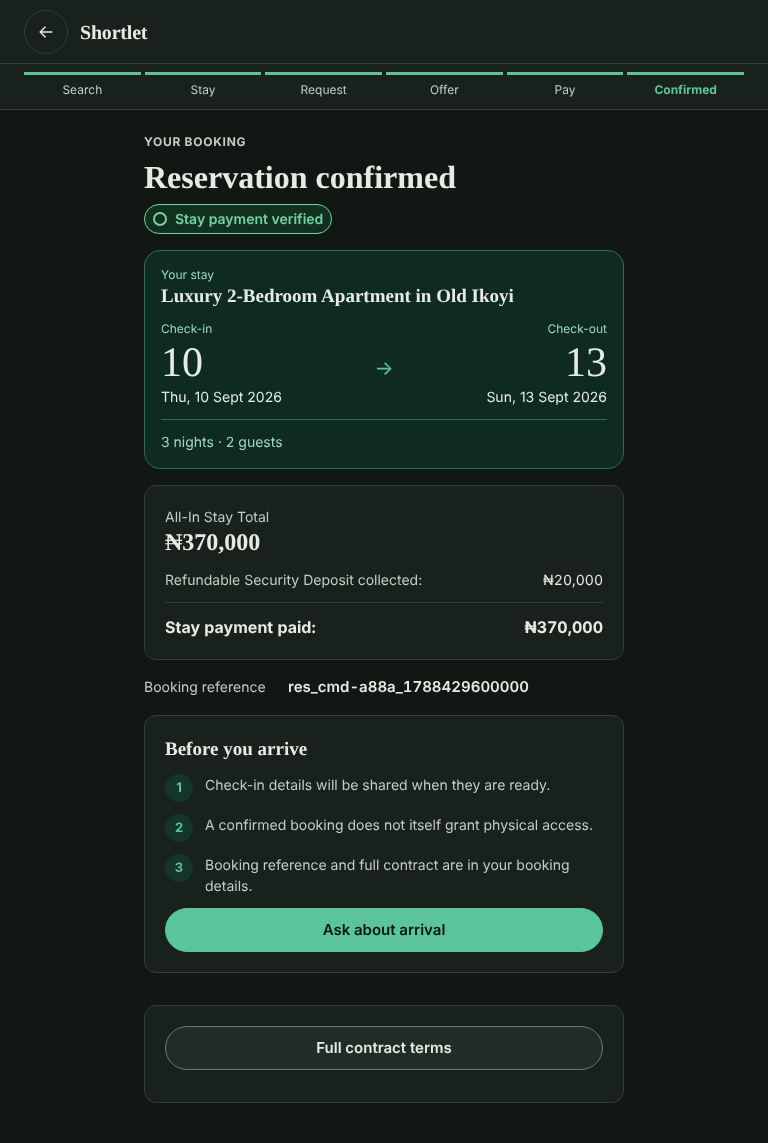 Shortlet
Search
Stay
Request
Offer
Pay
Confirmed
YOUR BOOKING
Reservation confirmed
Stay payment verified
Your stay
Luxury 2-Bedroom Apartment in Old Ikoyi
Check-in
Check-out
10
→
13
Thu, 10 Sept 2026
Sun, 13 Sept 2026
3 nights · 2 guests
All-In Stay Total
₦370,000
Refundable Security Deposit collected: ₦20,000
Stay payment paid: ₦370,000
Booking reference res_cmd-a88a_1788429600000
Before you arrive
1 Check-in details will be shared when they are ready.
2 A confirmed booking does not itself grant physical access.
3 Booking reference and full contract are in your booking
details.
Ask about arrival
Full contract terms